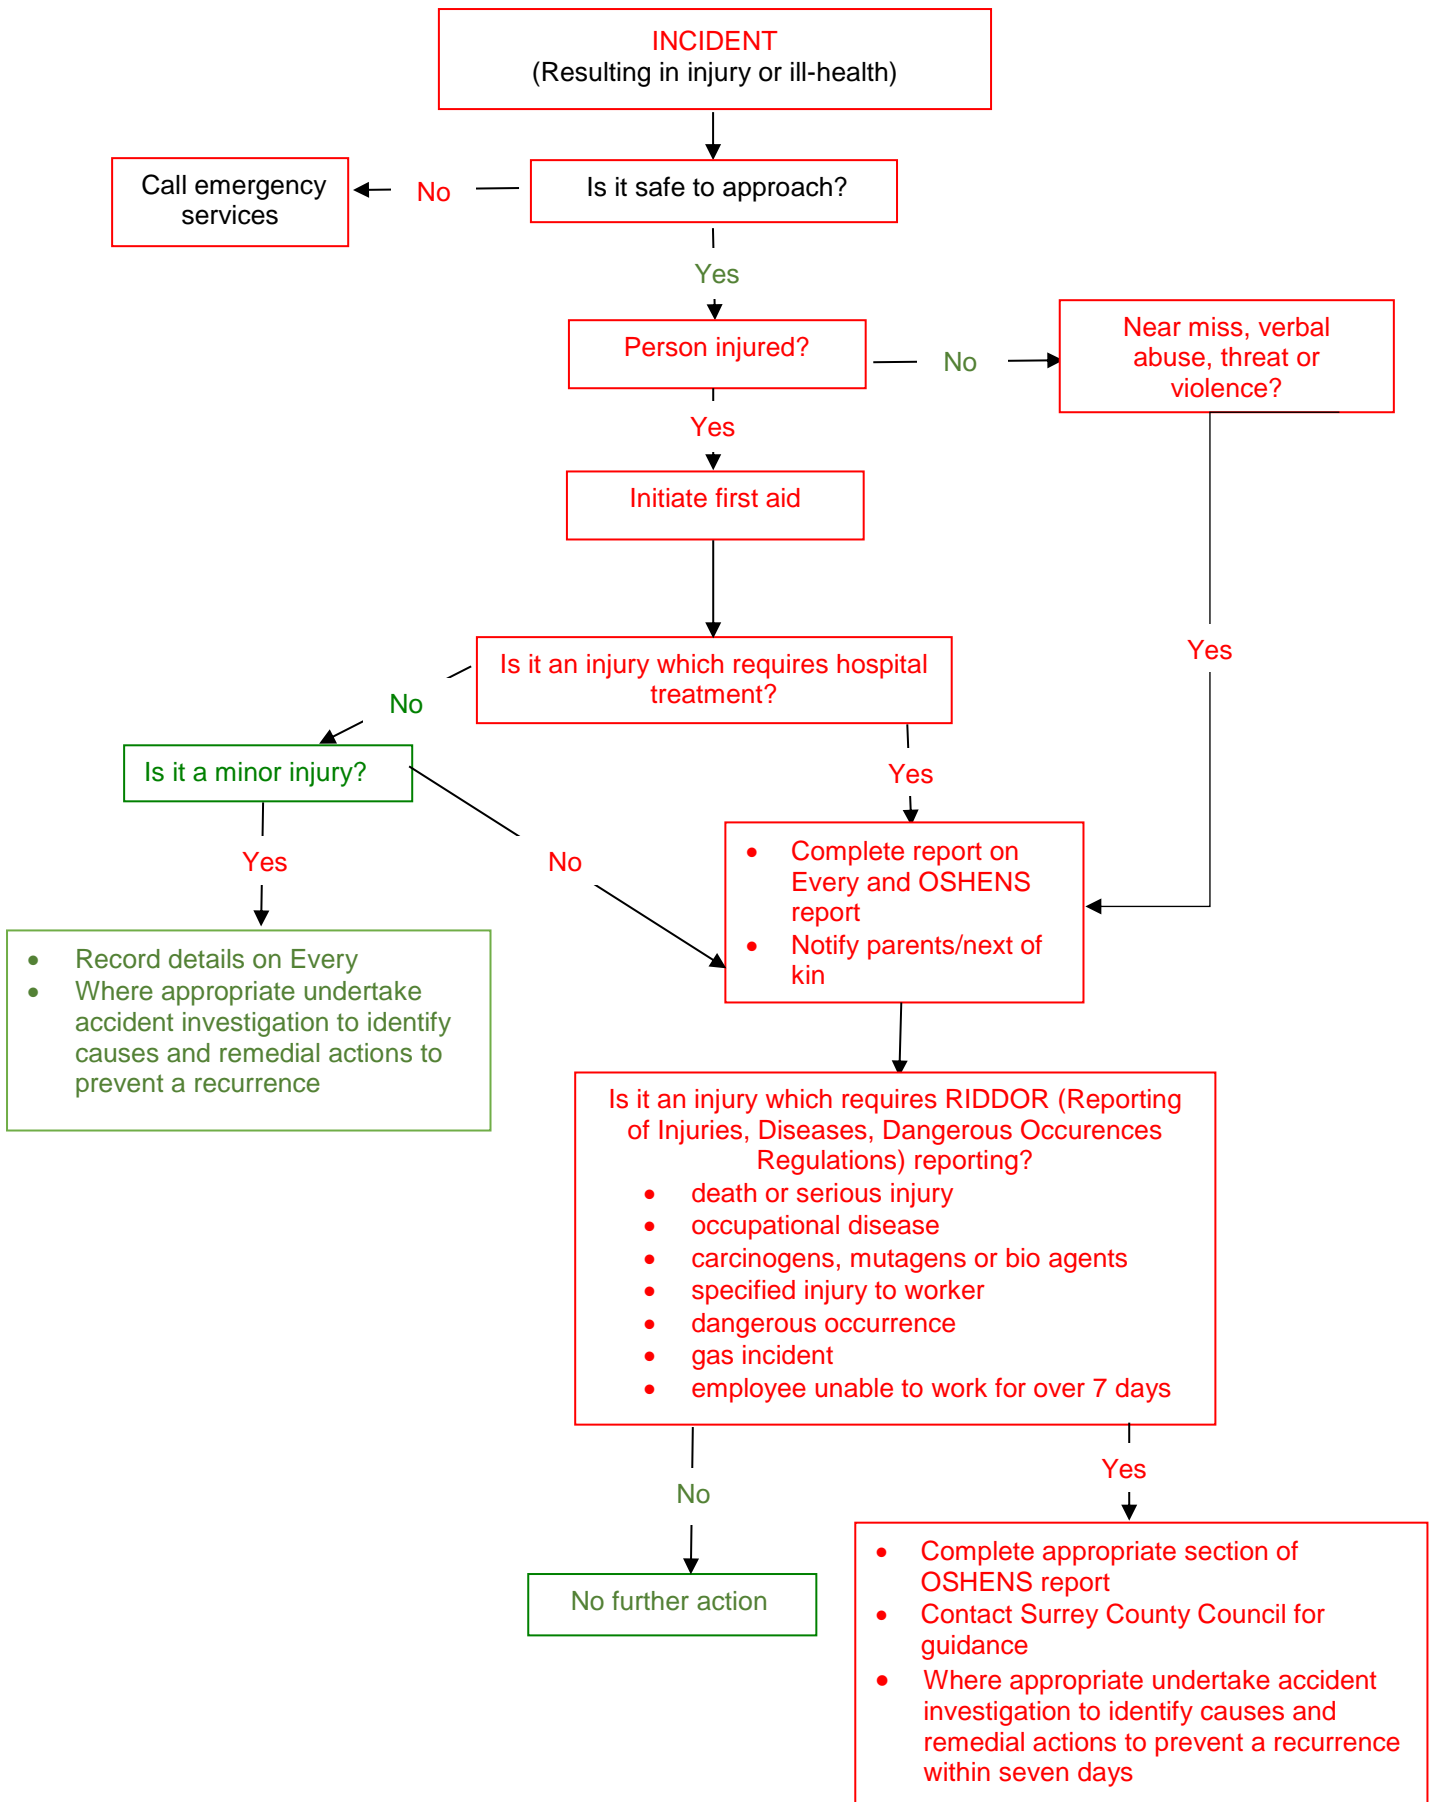 INCIDENT
(Resulting in injury or ill-health)
Call emergency
services
No
Is it safe to approach?
Yes
Person injured?
No
Near miss, verbal
abuse, threat or
violence?
Yes
Initiate first aid
Yes
Is it an injury which requires hospital
treatment?
No
Is it a minor injury?
Yes
Yes
No
• Complete report on
Every and OSHENS
report
• Notify parents/next of
kin
• Record details on Every
• Where appropriate undertake
accident investigation to identify
causes and remedial actions to
prevent a recurrence
Is it an injury which requires RIDDOR (Reporting
of Injuries, Diseases, Dangerous Occurences
Regulations) reporting?
• death or serious injury
• occupational disease
• carcinogens, mutagens or bio agents
• specified injury to worker
• dangerous occurrence
• gas incident
• employee unable to work for over 7 days
No
Yes
No further action
• Complete appropriate section of
OSHENS report
• Contact Surrey County Council for
guidance
• Where appropriate undertake accident
investigation to identify causes and
remedial actions to prevent a recurrence
within seven days